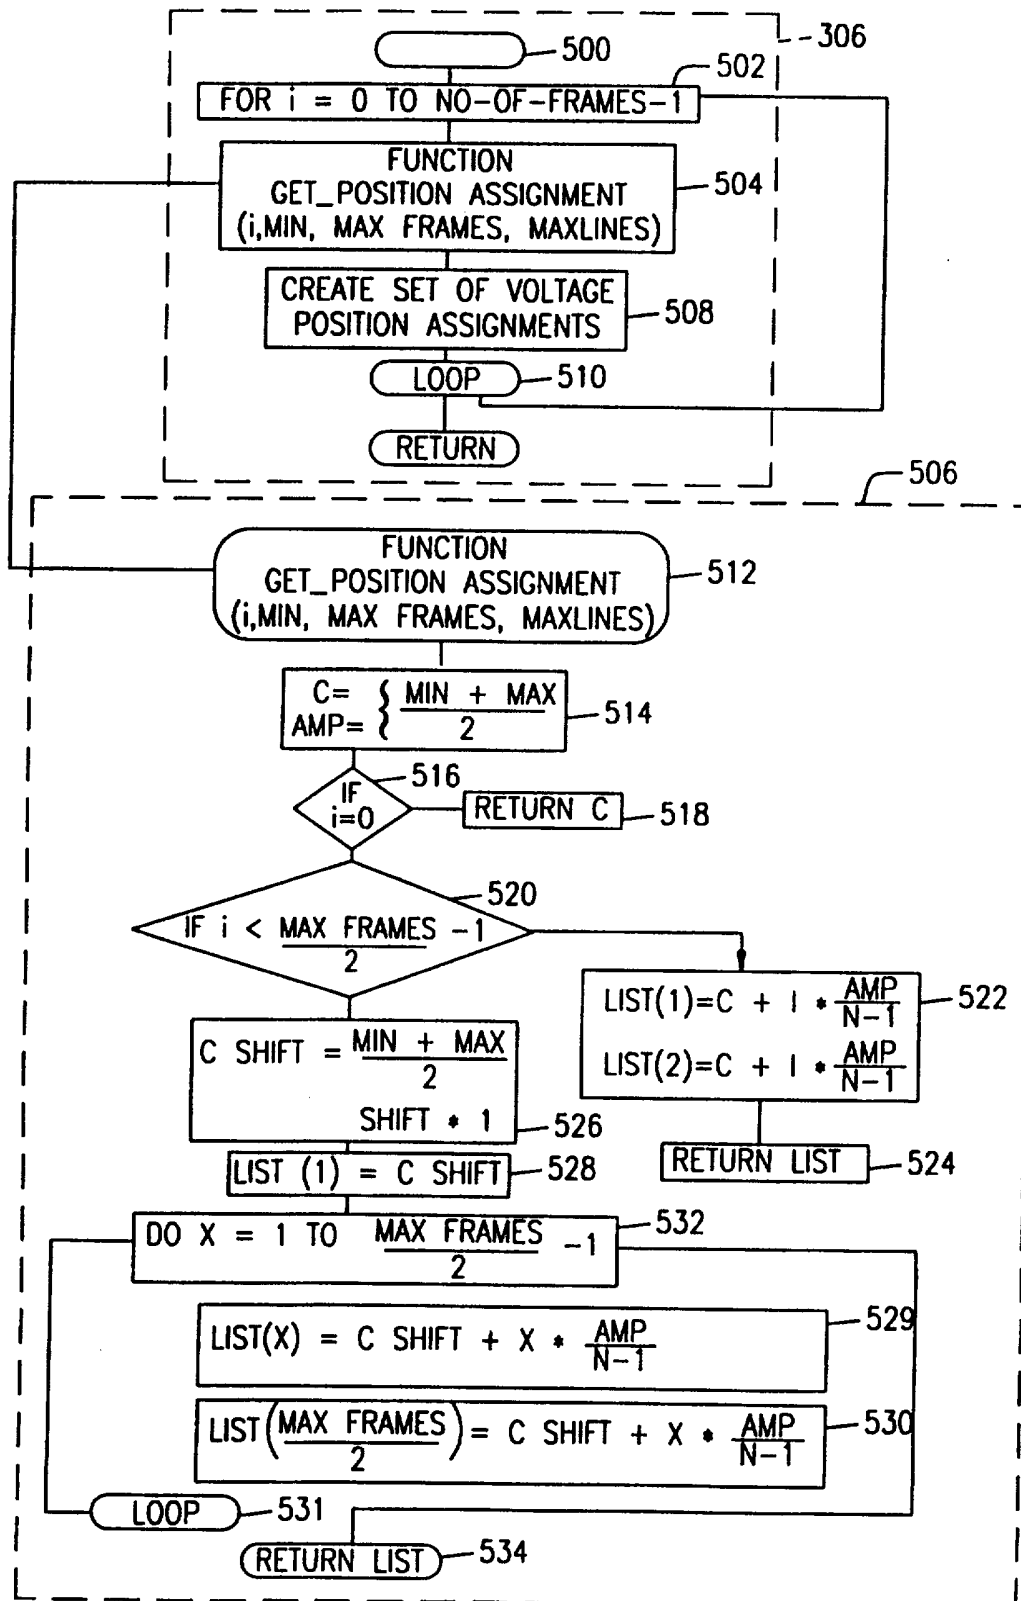 306
500
502
FOR i = 0 TO NO-OF-FRAMES-1
FUNCTION
GET_POSITION ASSIGNMENT
(i,MIN, MAX FRAMES, MAXLINES)
504
CREATE SET OF VOLTAGE
POSITION ASSIGNMENTS
508
LOOP
510
RETURN
506
FUNCTION
GET_POSITION ASSIGNMENT
(i,MIN, MAX FRAMES, MAXLINES)
512
C=
AMP=
{ MIN + MAX
2
514
516
IF
i=0
RETURN C
518
520
IF i < MAX FRAMES -1
2
LIST(1)=C + I * AMP
N-1
LIST(2)=C + I * AMP
N-1
522
RETURN LIST
524
C SHIFT = MIN + MAX
2
SHIFT * 1
526
LIST (1) = C SHIFT
528
DO X = 1 TO MAX FRAMES -1
2
532
LIST(X) = C SHIFT + X * AMP
N-1
529
LIST(MAX FRAMES) = C SHIFT + X * AMP
2
N-1
530
LOOP
531
RETURN LIST
534